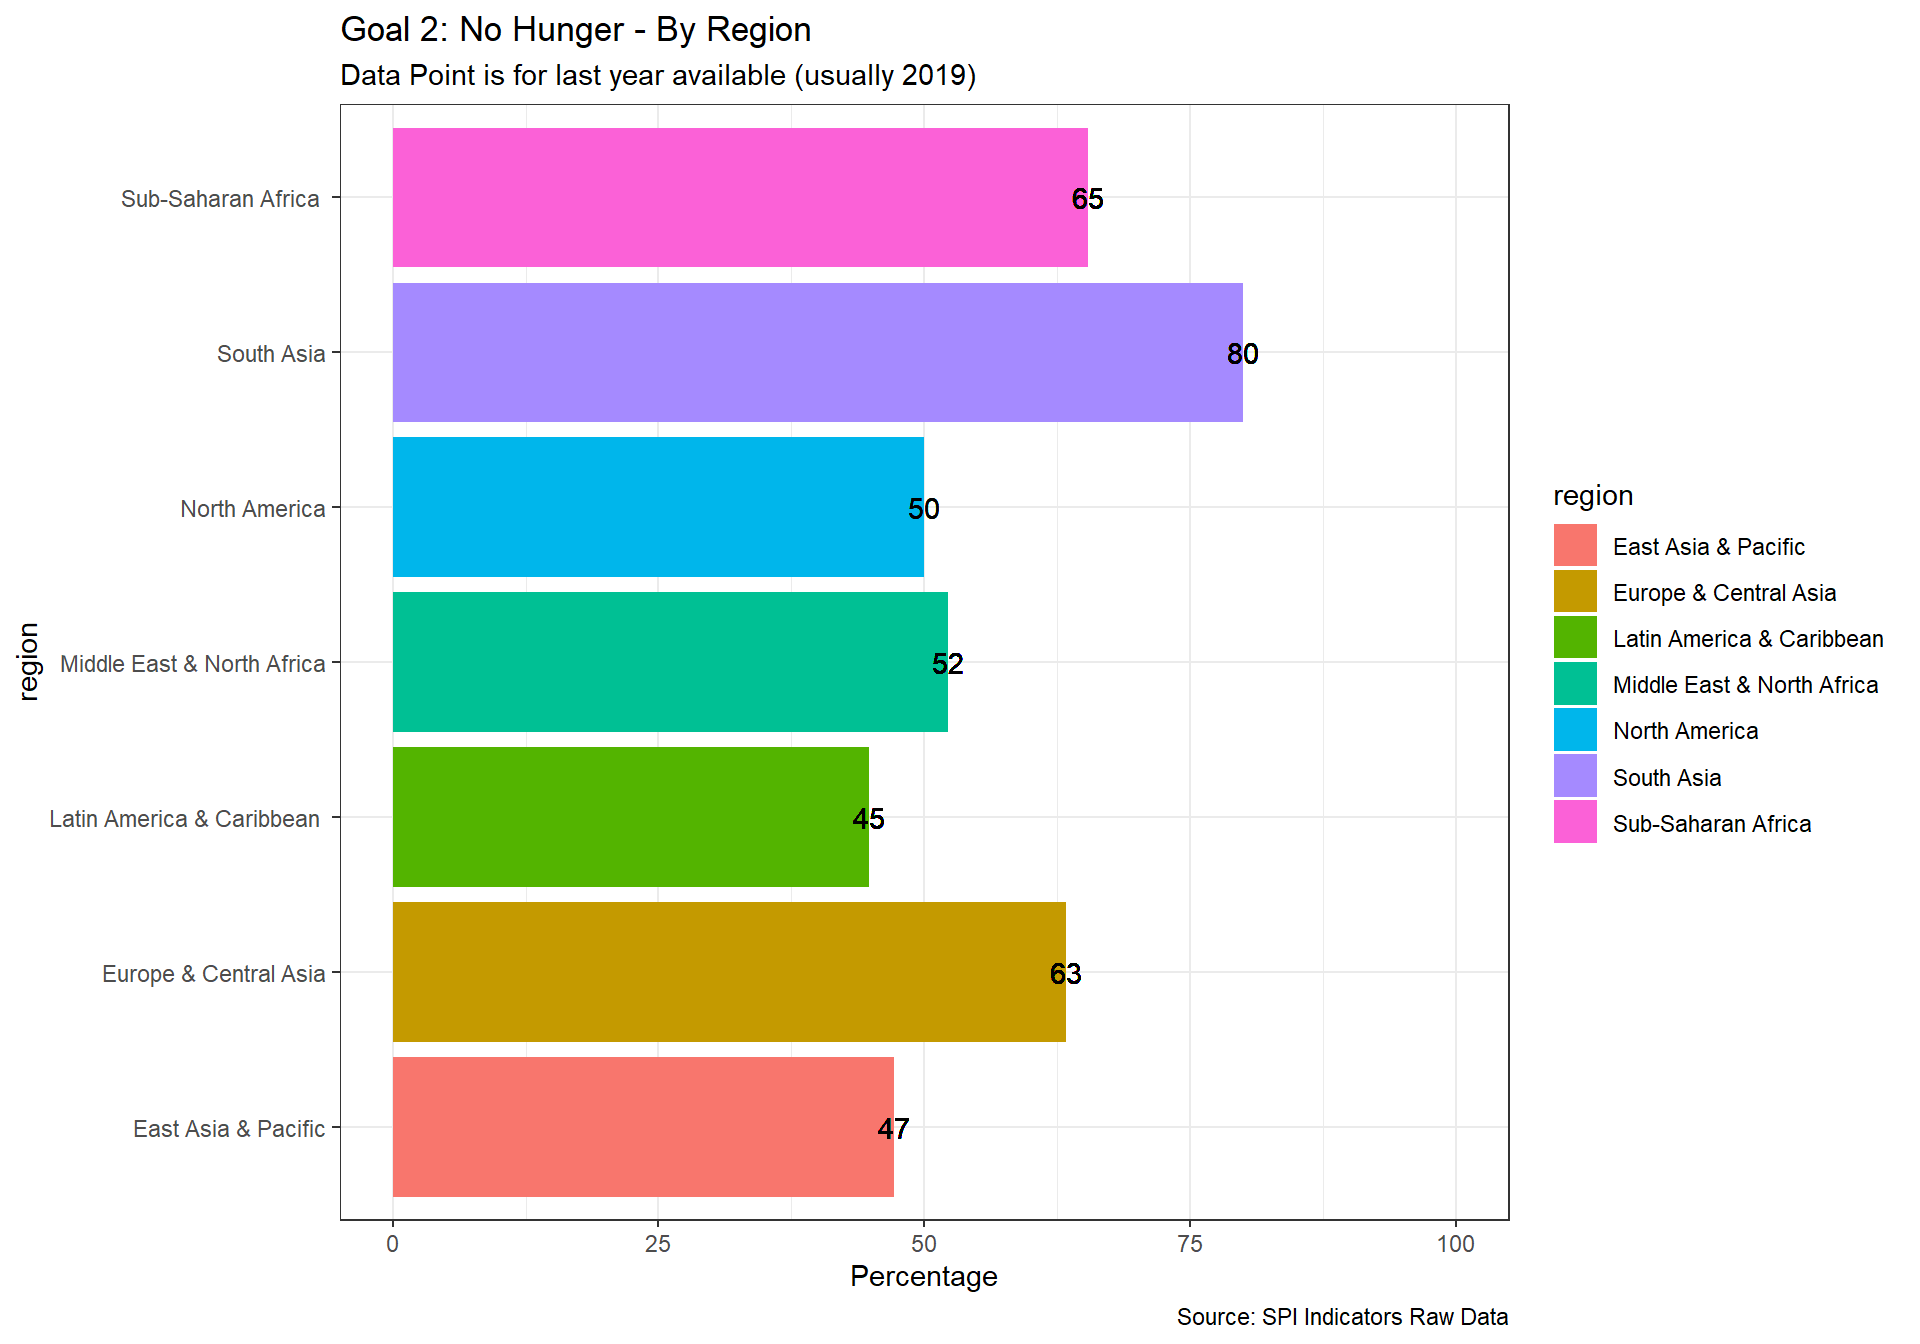 Goal 2: No Hunger - By Region
Data Point is for last year available (usually 2019)
region
Sub-Saharan Africa
65
South Asia
80
North America
50
Middle East & North Africa
52
Latin America & Caribbean
45
Europe & Central Asia
63
East Asia & Pacific
47
0 25 50 75 100
Percentage
region
East Asia & Pacific
Europe & Central Asia
Latin America & Caribbean
Middle East & North Africa
North America
South Asia
Sub-Saharan Africa
Source: SPI Indicators Raw Data